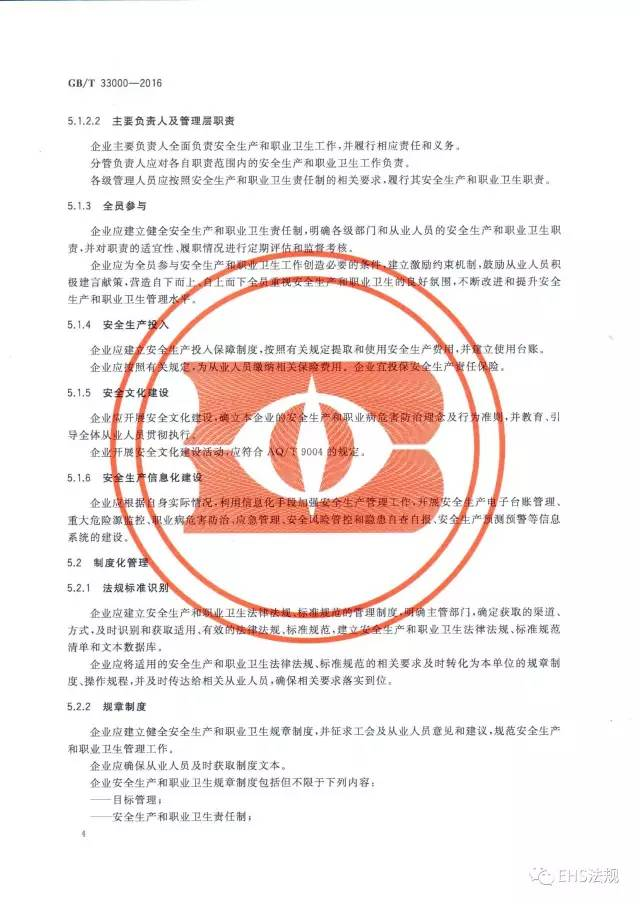 GB/T 33000—2016
5.1.2.2 主要负责人及管理层职责
企业主要负责人全面负责安全生产和职业卫生工作,并履行相应责任和义务。
分管负责人应对各自职责范围内的安全生产和职业卫生工作负责。
各级管理人员应按照安全生产和职业卫生责任制的相关要求,履行其安全生产和职业卫生职责。
5.1.3 全员参与
企业应建立健全安全生产和职业卫生责任制,明确各级部门和从业人员的安全生产和职业卫生职
责,并对职责的适宜性、履职情况进行定期评估和监督考核。
企业应为全员参与安全生产和职业卫生工作创造必要的条件,建立激励约束机制,鼓励从业人员积
极建言献策,营造自下而上、自上而下全员重视安全生产和职业卫生的良好氛围,不断改进和提升安全
生产和职业卫生管理水平。
5.1.4 安全生产投入
企业应建立安全生产投入保障制度,按照有关规定提取和使用安全生产费用,并建立使用台账。
企业应按照有关规定,为从业人员缴纳相关保险费用。企业宜投保安全生产责任保险。
5.1.5 安全文化建设
企业应开展安全文化建设,确立本企业的安全生产和职业病危害防治理念及行为准则,并教育、引
导全体从业人员贯彻执行。
企业开展安全文化建设活动,应符合 AQ/T 9004 的规定。
5.1.6 安全生产信息化建设
企业应根据自身实际情况,利用信息化手段加强安全生产管理工作,开展安全生产电子台账管理、
重大危险源监控、职业病危害防治、应急管理、安全风险管控和隐患自查自报、安全生产预测预警等信息
系统的建设。
5.2 制度化管理
5.2.1 法规标准识别
企业应建立安全生产和职业卫生法律法规、标准规范的管理制度,明确主管部门,确定获取的渠道、
方式,及时识别和获取适用、有效的法律法规、标准规范,建立安全生产和职业卫生法律法规、标准规范
清单和文本数据库。
企业应将适用的安全生产和职业卫生法律法规、标准规范的相关要求及时转化为本单位的规章制
度、操作规程,并及时传达给相关从业人员,确保相关要求落实到位。
5.2.2 规章制度
企业应建立健全安全生产和职业卫生规章制度,并征求工会及从业人员意见和建议,规范安全生产
和职业卫生管理工作。
企业应确保从业人员及时获取制度文本。
企业安全生产和职业卫生规章制度包括但不限于下列内容:
——目标管理;
——安全生产和职业卫生责任制;
4
EHS法规